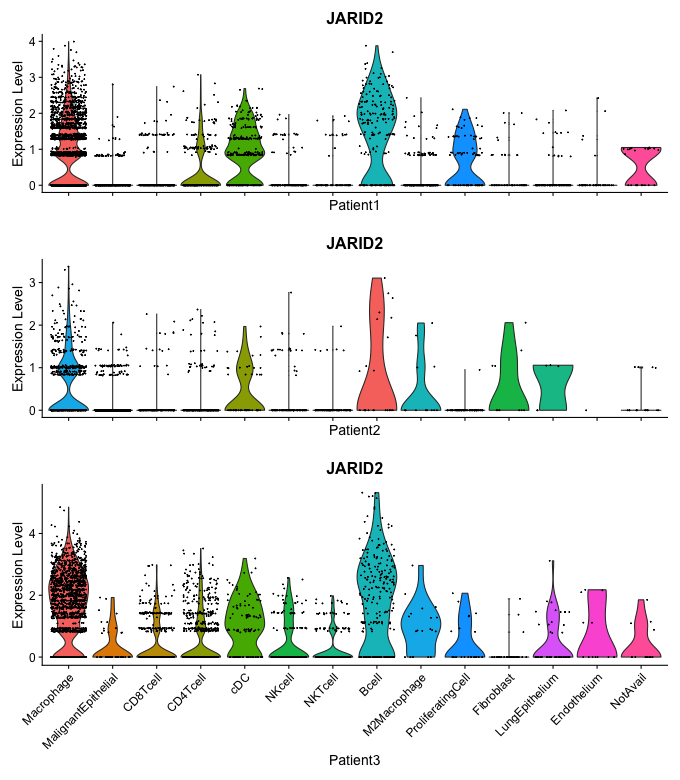 JARID2
4
3
2
1
0
Expression Level
Patient1
JARID2
3
2
1
0
Expression Level
Patient2
JARID2
4
2
0
Expression Level
Macrophage
MalignantEpithelial
CD8Tcell
CD4Tcell
cDC
NKcell
NKTcell
Bcell
M2Macrophage
ProliferatingCell
Fibroblast
LungEpithelium
Endothelium
NotAvail
Patient3